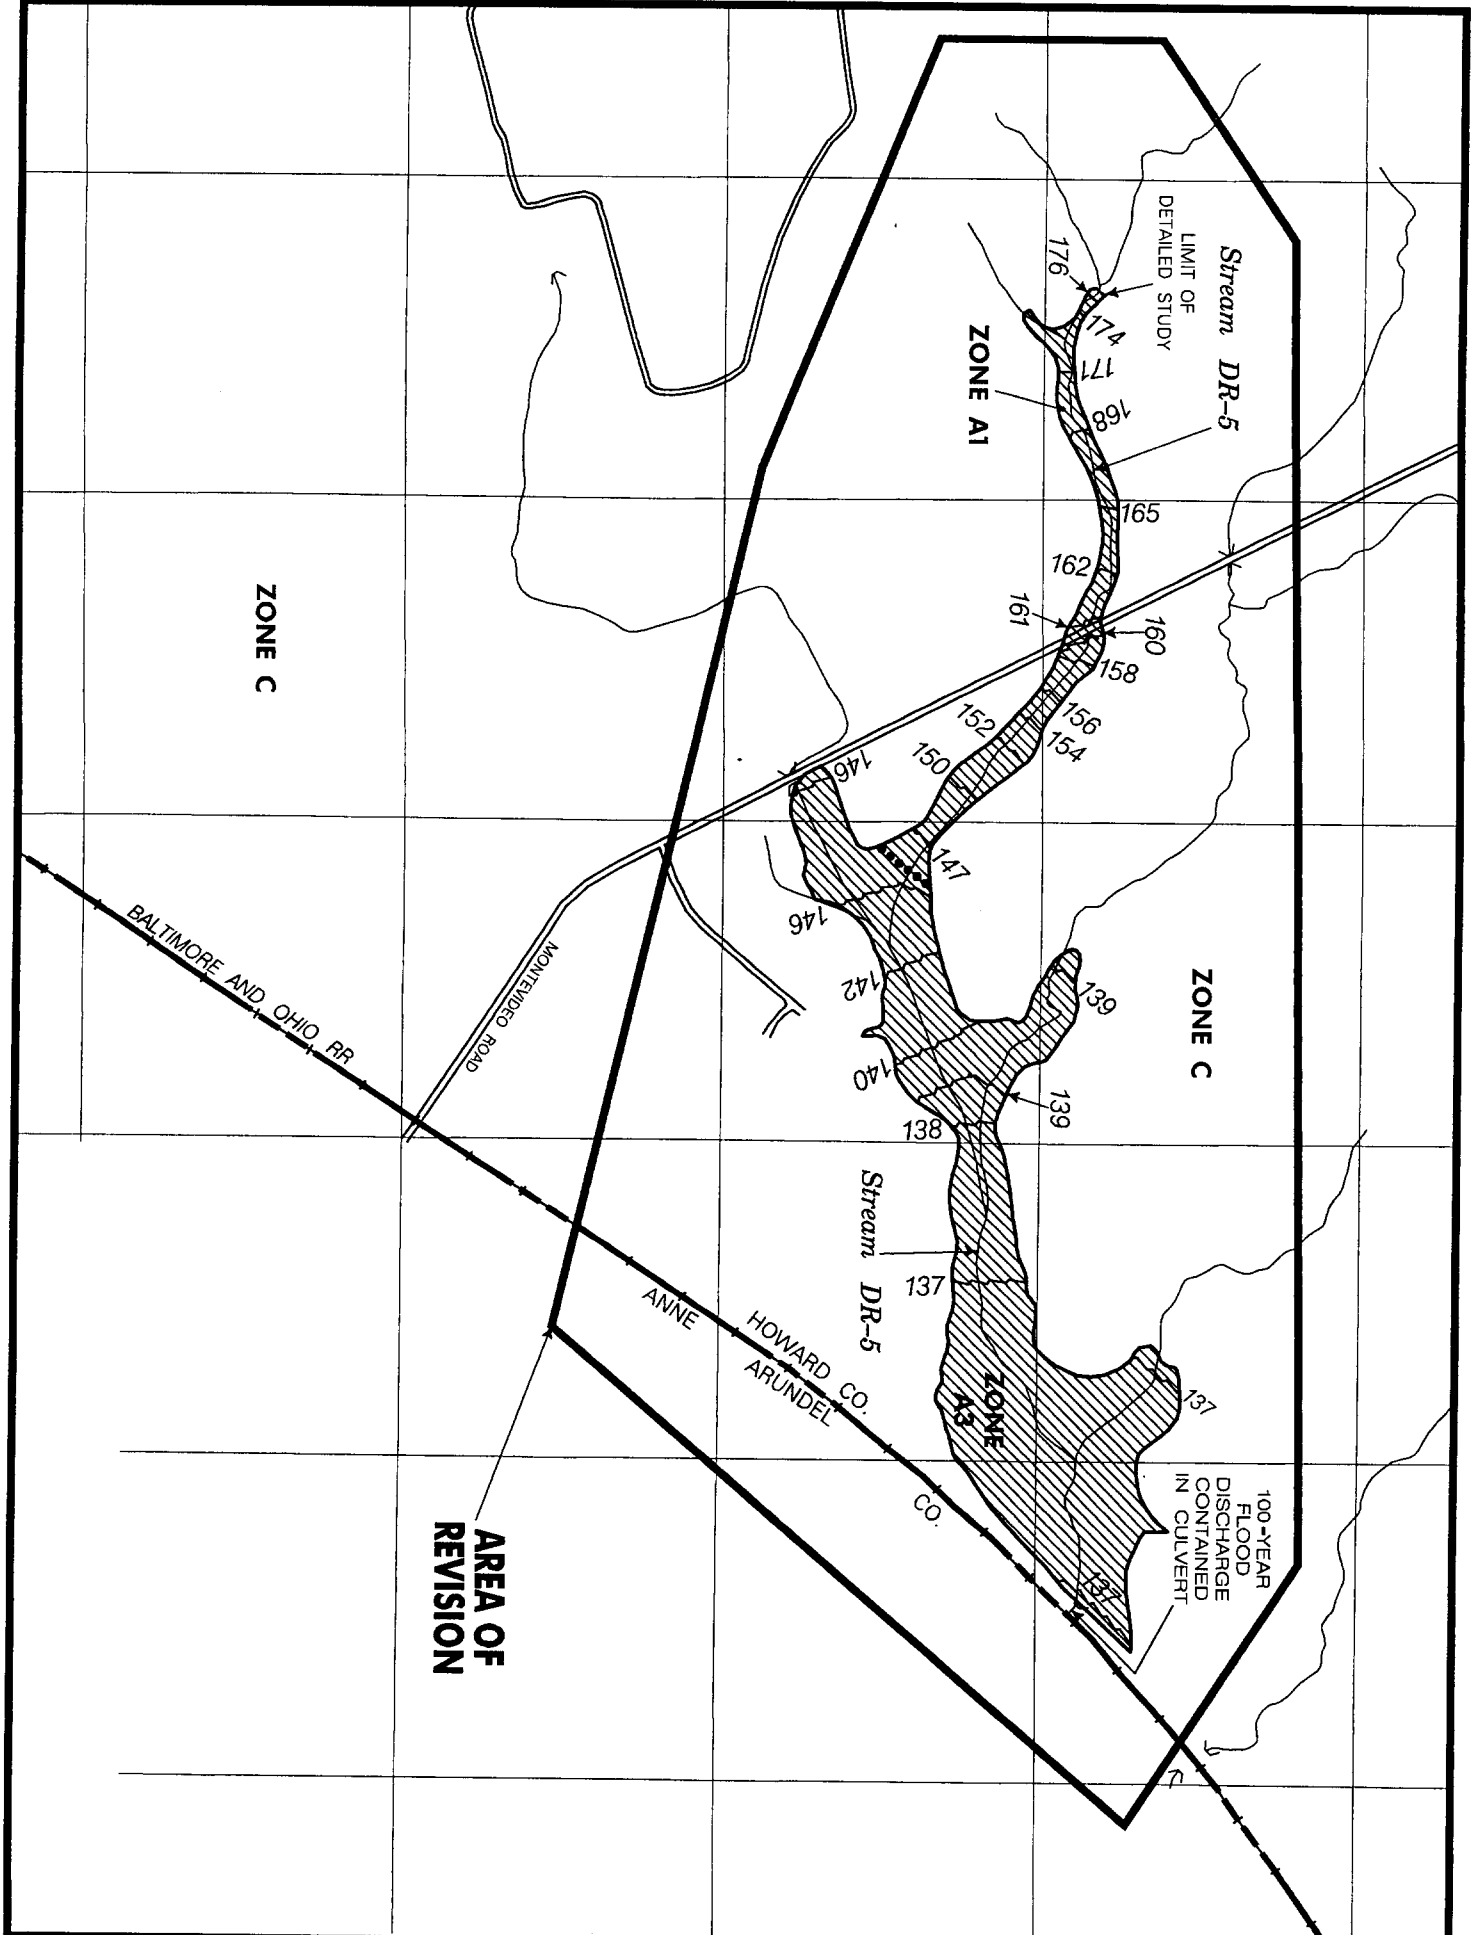 LIMIT OF
DETAILED STUDY
Stream DR-5
176
174
171
168
ZONE A1
165
162
161
160
158
156
154
152
150
147
146
146
142
140
139
139
138
137
137
137
ZONE C
ZONE C
MONTEVIDEO ROAD
BALTIMORE AND OHIO RR
Stream DR-5
HOWARD CO.
ANNE ARUNDEL CO.
ZONE
A3
100-YEAR
FLOOD
DISCHARGE
CONTAINED
IN CULVERT
AREA OF
REVISION